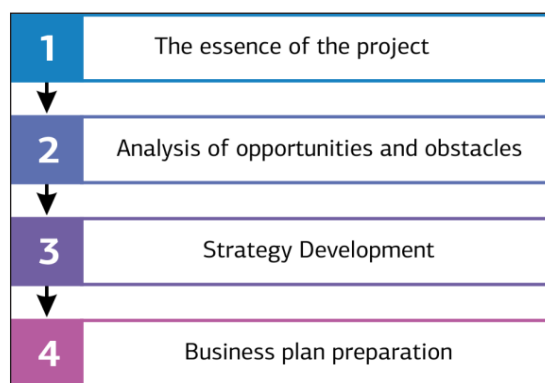 1 The essence of the project
2 Analysis of opportunities and obstacles
3 Strategy Development
4 Business plan preparation